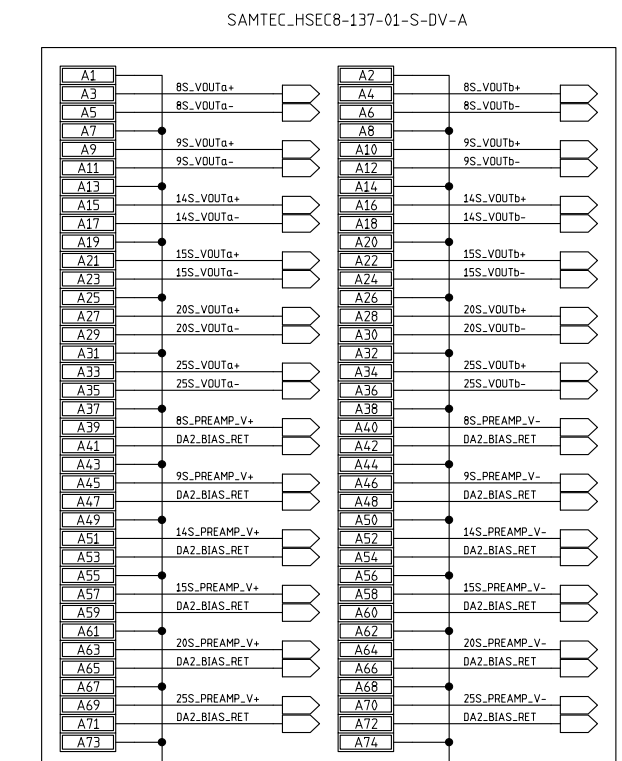 SAMTEC_HSEC8-137-01-S-DV-A
A1 A2
A3 8S_VOUTa+ A4 8S_VOUTb+
A5 8S_VOUTa- A6 8S_VOUTb-
A7 A8
A9 9S_VOUTa+ A10 9S_VOUTb+
A11 9S_VOUTa- A12 9S_VOUTb-
A13 A14
A15 14S_VOUTa+ A16 14S_VOUTb+
A17 14S_VOUTa- A18 14S_VOUTb-
A19 A20
A21 15S_VOUTa+ A22 15S_VOUTb+
A23 15S_VOUTa- A24 15S_VOUTb-
A25 A26
A27 20S_VOUTa+ A28 20S_VOUTb+
A29 20S_VOUTa- A30 20S_VOUTb-
A31 A32
A33 25S_VOUTa+ A34 25S_VOUTb+
A35 25S_VOUTa- A36 25S_VOUTb-
A37 A38
A39 8S_PREAMP_V+ A40 8S_PREAMP_V-
A41 DA2_BIAS_RET A42 DA2_BIAS_RET
A43 A44
A45 9S_PREAMP_V+ A46 9S_PREAMP_V-
A47 DA2_BIAS_RET A48 DA2_BIAS_RET
A49 A50
A51 14S_PREAMP_V+ A52 14S_PREAMP_V-
A53 DA2_BIAS_RET A54 DA2_BIAS_RET
A55 A56
A57 15S_PREAMP_V+ A58 15S_PREAMP_V-
A59 DA2_BIAS_RET A60 DA2_BIAS_RET
A61 A62
A63 20S_PREAMP_V+ A64 20S_PREAMP_V-
A65 DA2_BIAS_RET A66 DA2_BIAS_RET
A67 A68
A69 25S_PREAMP_V+ A70 25S_PREAMP_V-
A71 DA2_BIAS_RET A72 DA2_BIAS_RET
A73 A74